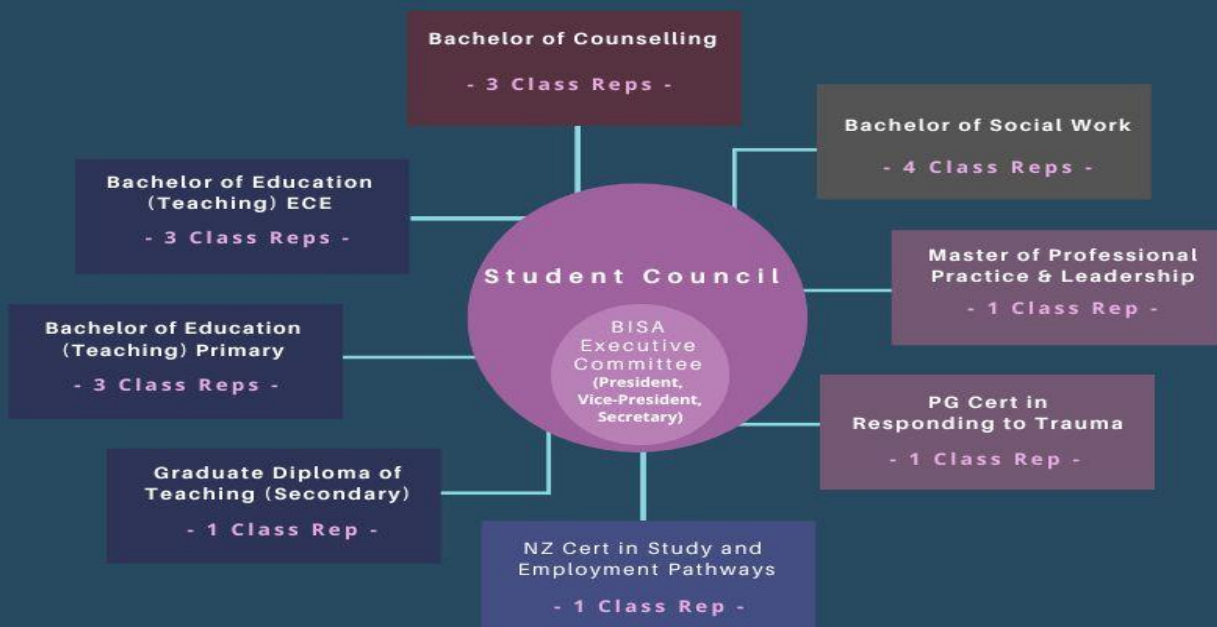 Bachelor of Counselling
- 3 Class Reps -
Bachelor of Social Work
- 4 Class Reps -
Bachelor of Education
(Teaching) ECE
- 3 Class Reps -
Master of Professional
Practice & Leadership
- 1 Class Rep -
Student Council
BISA
Executive
Committee
(President,
Vice-President,
Secretary)
Bachelor of Education
(Teaching) Primary
- 3 Class Reps -
PG Cert in
Responding to Trauma
- 1 Class Rep -
Graduate Diploma of
Teaching (Secondary)
- 1 Class Rep -
NZ Cert in Study and
Employment Pathways
- 1 Class Rep -